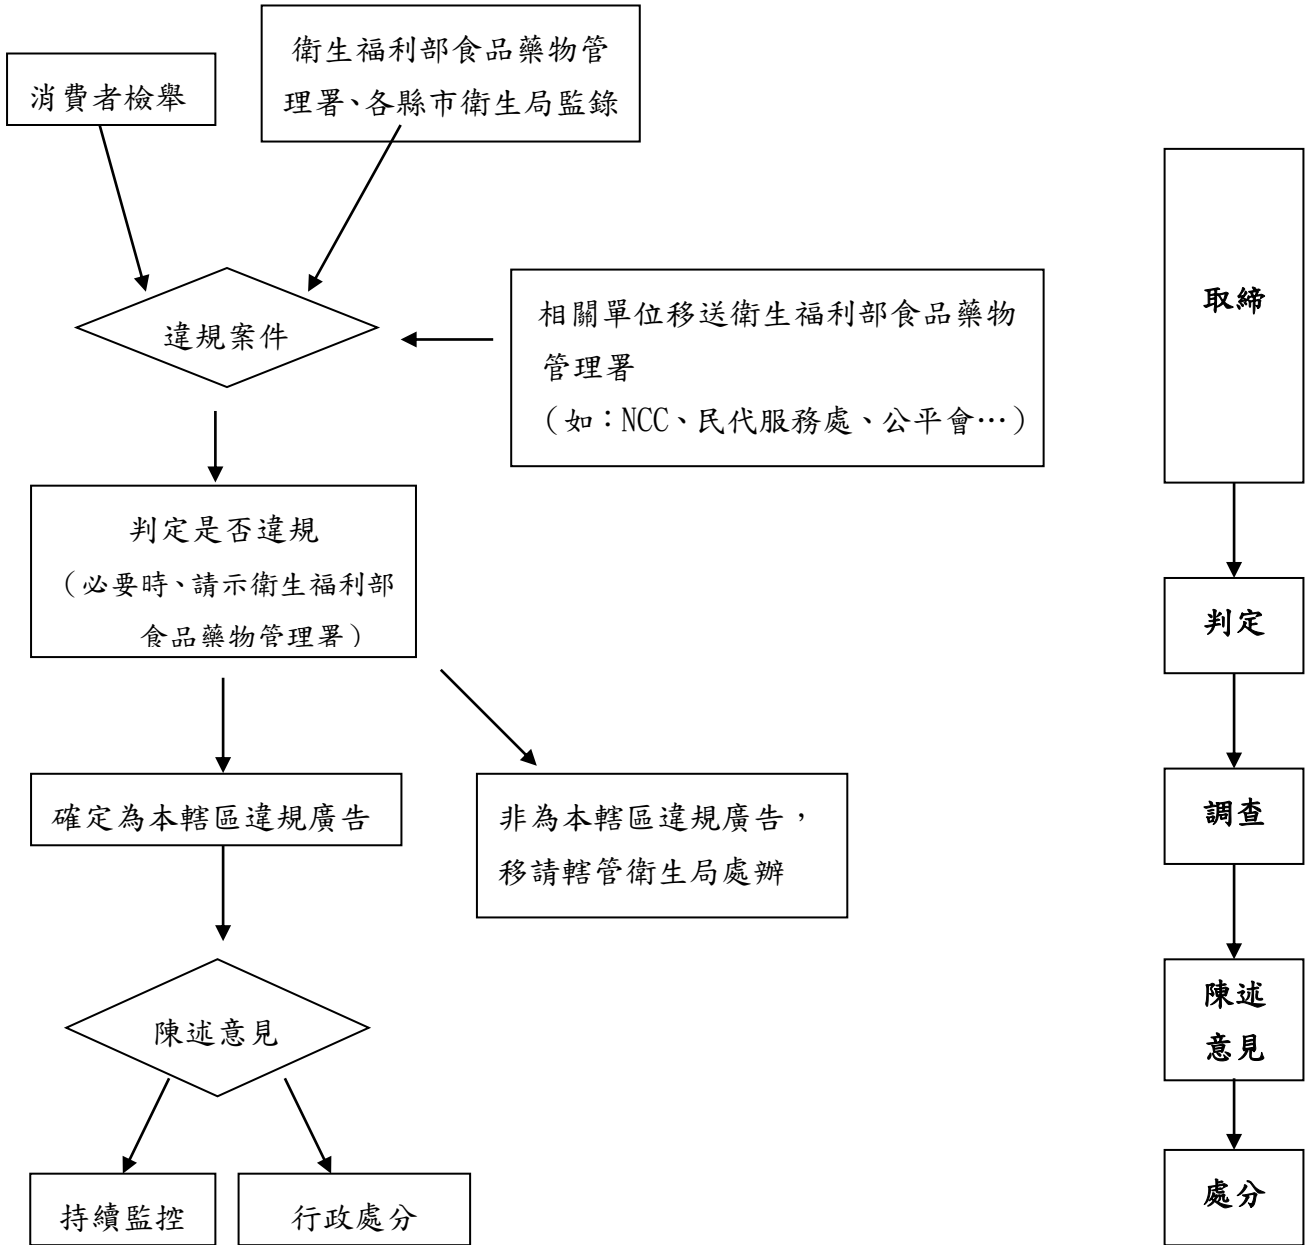 消費者檢舉
衛生福利部食品藥物管
理署、各縣市衛生局監錄
違規案件
相關單位移送衛生福利部食品藥物
管理署
（如：NCC、民代服務處、公平會…）
判定是否違規
（必要時、請示衛生福利部
食品藥物管理署）
確定為本轄區違規廣告
非為本轄區違規廣告，
移請轄管衛生局處辦
陳述意見
持續監控
行政處分
取締
判定
調查
陳述
意見
處分